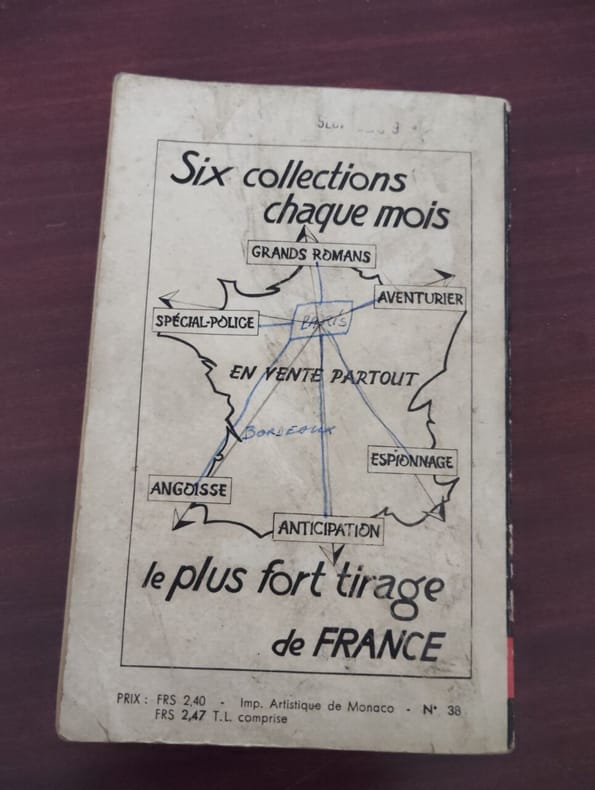 Six collections
chaque mois
GRANDS ROMANS
AVENTURIER
SPÉCIAL-POLICE
PARIS
EN VENTE PARTOUT
BORDEAUX
ESPIONNAGE
ANGOISSE
ANTICIPATION
le plus fort tirage
de FRANCE
PRIX : FRS 2,40 - Imp. Artistique de Monaco - N° 38
FRS 2,47 T.L. comprise